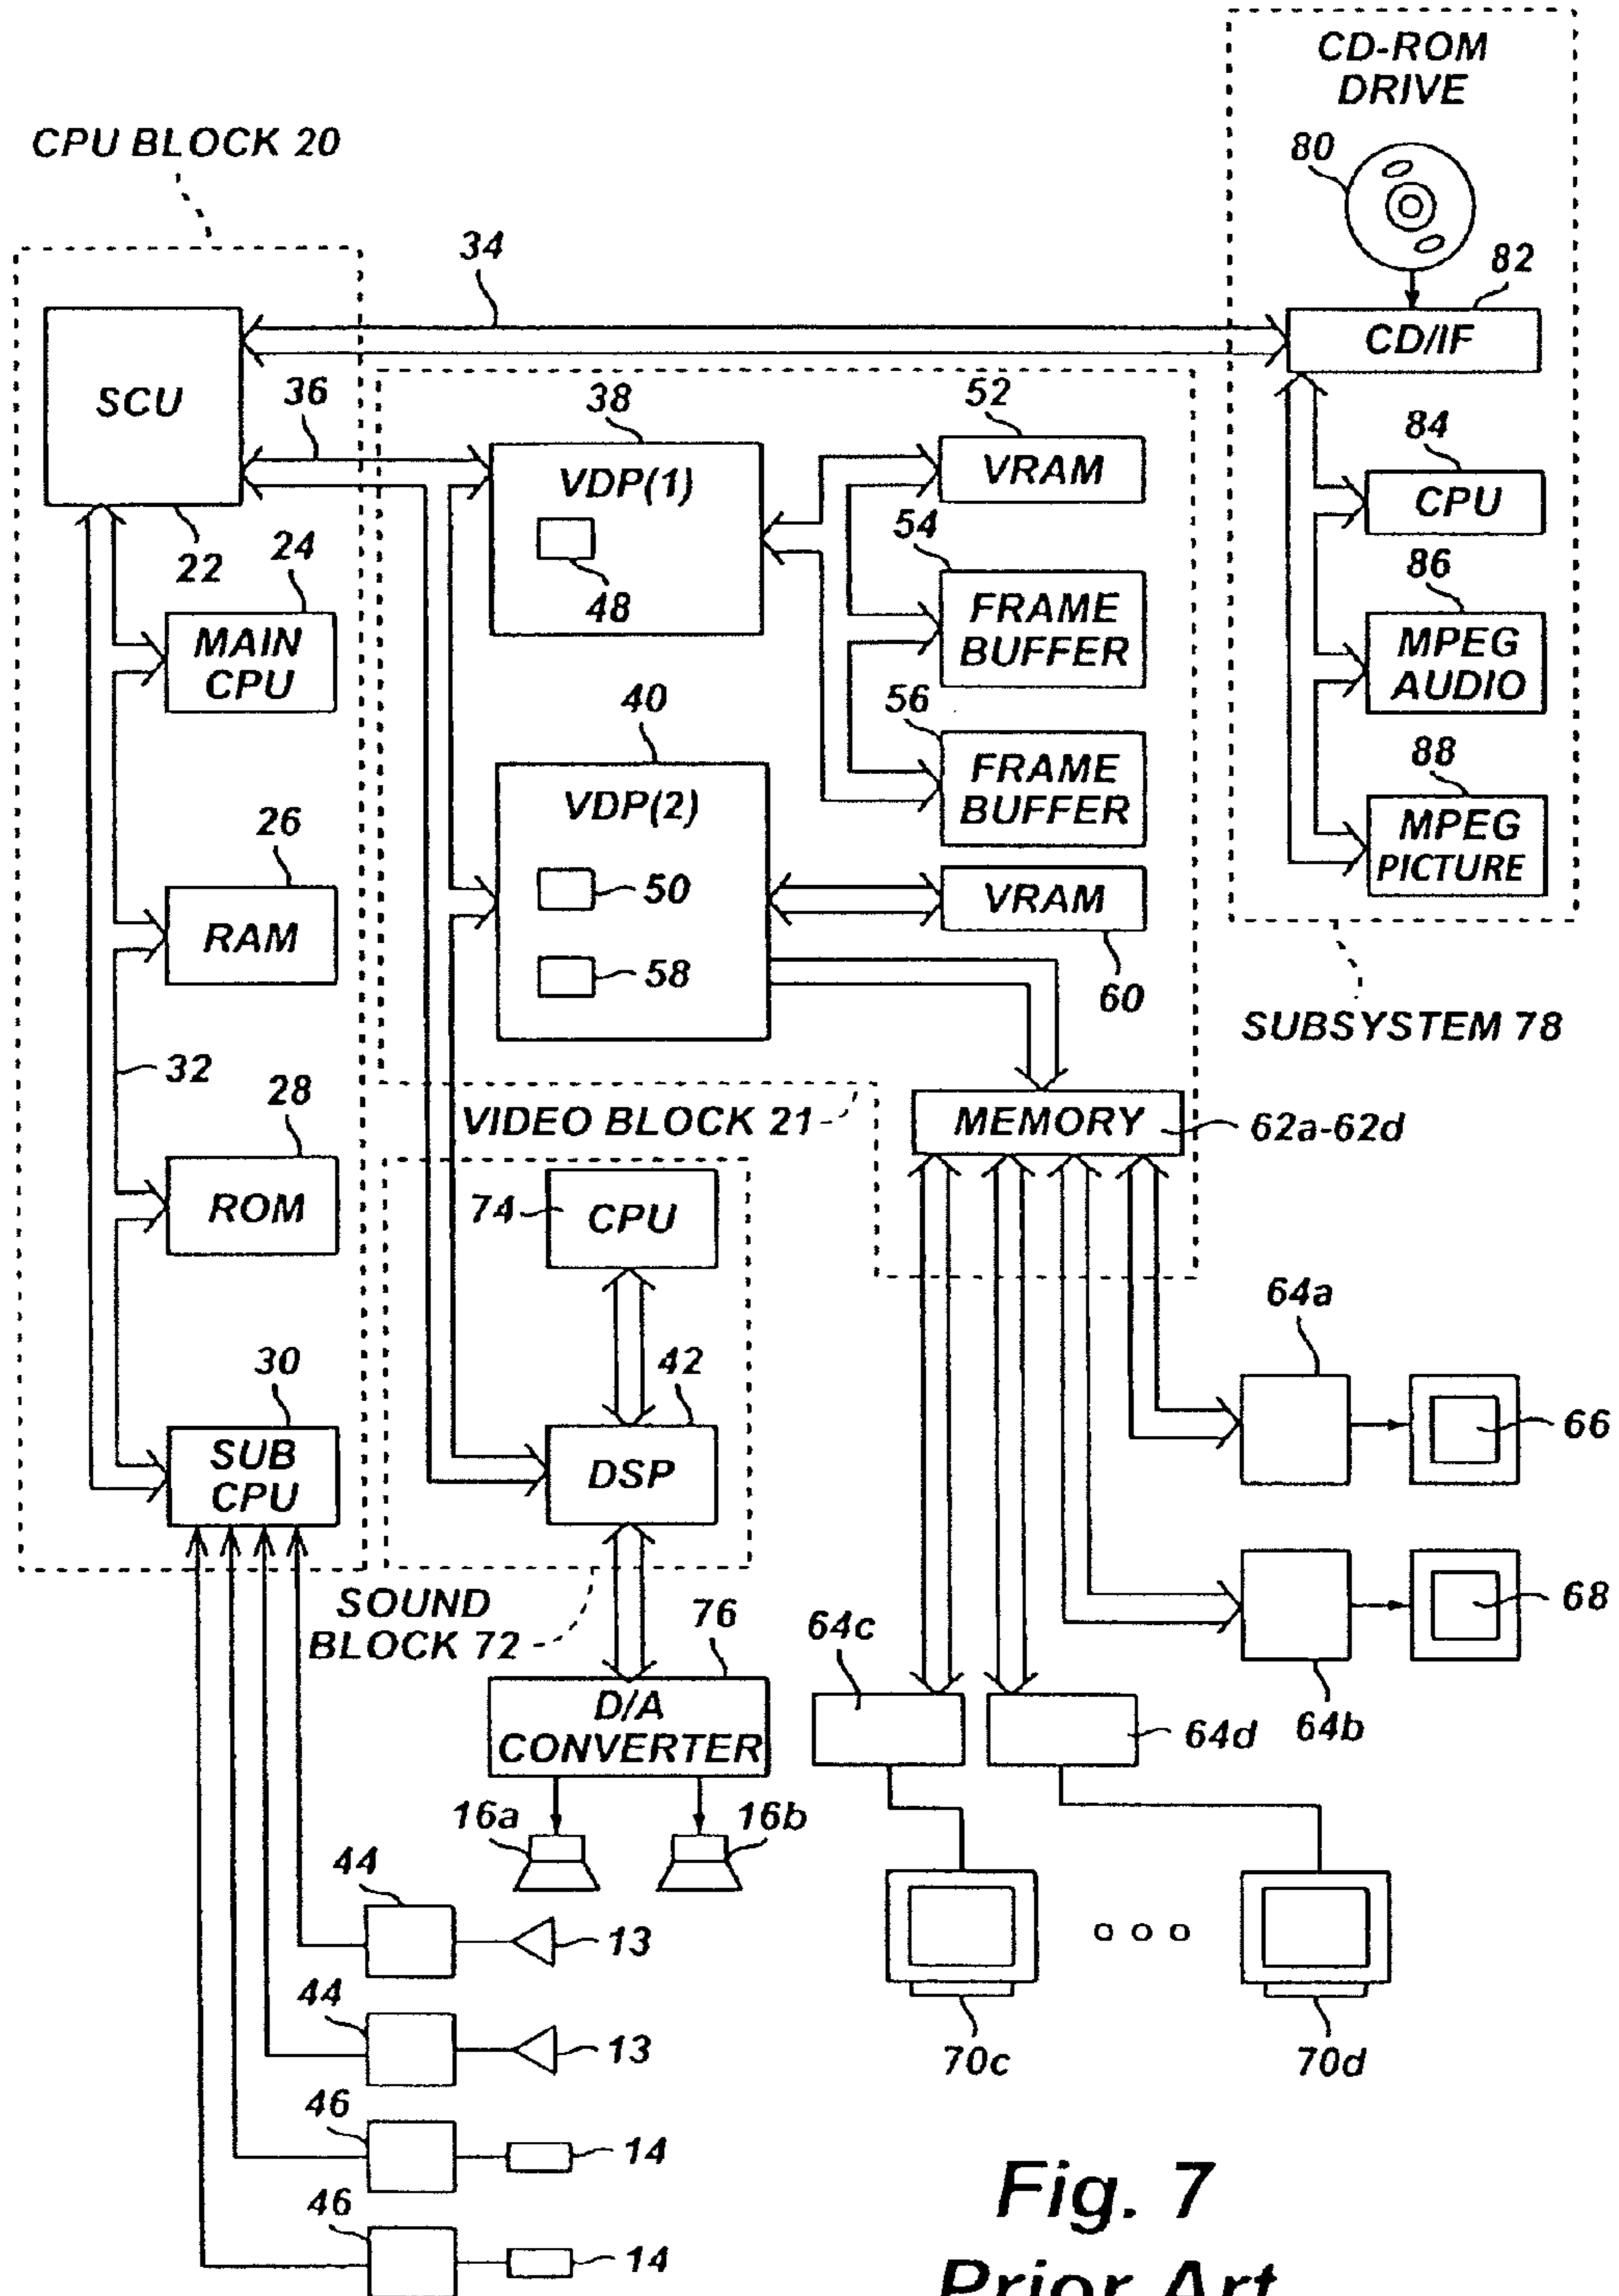 CD-ROM
DRIVE
80
82
CD/IF
84
CPU
86
MPEG
AUDIO
88
MPEG
PICTURE
SUBSYSTEM 78
CPU BLOCK 20
34
SCU
36
22
24
MAIN
CPU
26
RAM
32
28
ROM
30
SUB
CPU
38
VDP(1)
48
52
VRAM
54
FRAME
BUFFER
56
FRAME
BUFFER
40
VDP(2)
50
58
VRAM
60
VIDEO BLOCK 21
MEMORY
62a-62d
74
CPU
42
DSP
SOUND
BLOCK 72
76
D/A
CONVERTER
16a
16b
64a
66
64b
68
64c
64d
70c
70d
44
13
44
13
46
14
46
14
Fig. 7
Prior Art